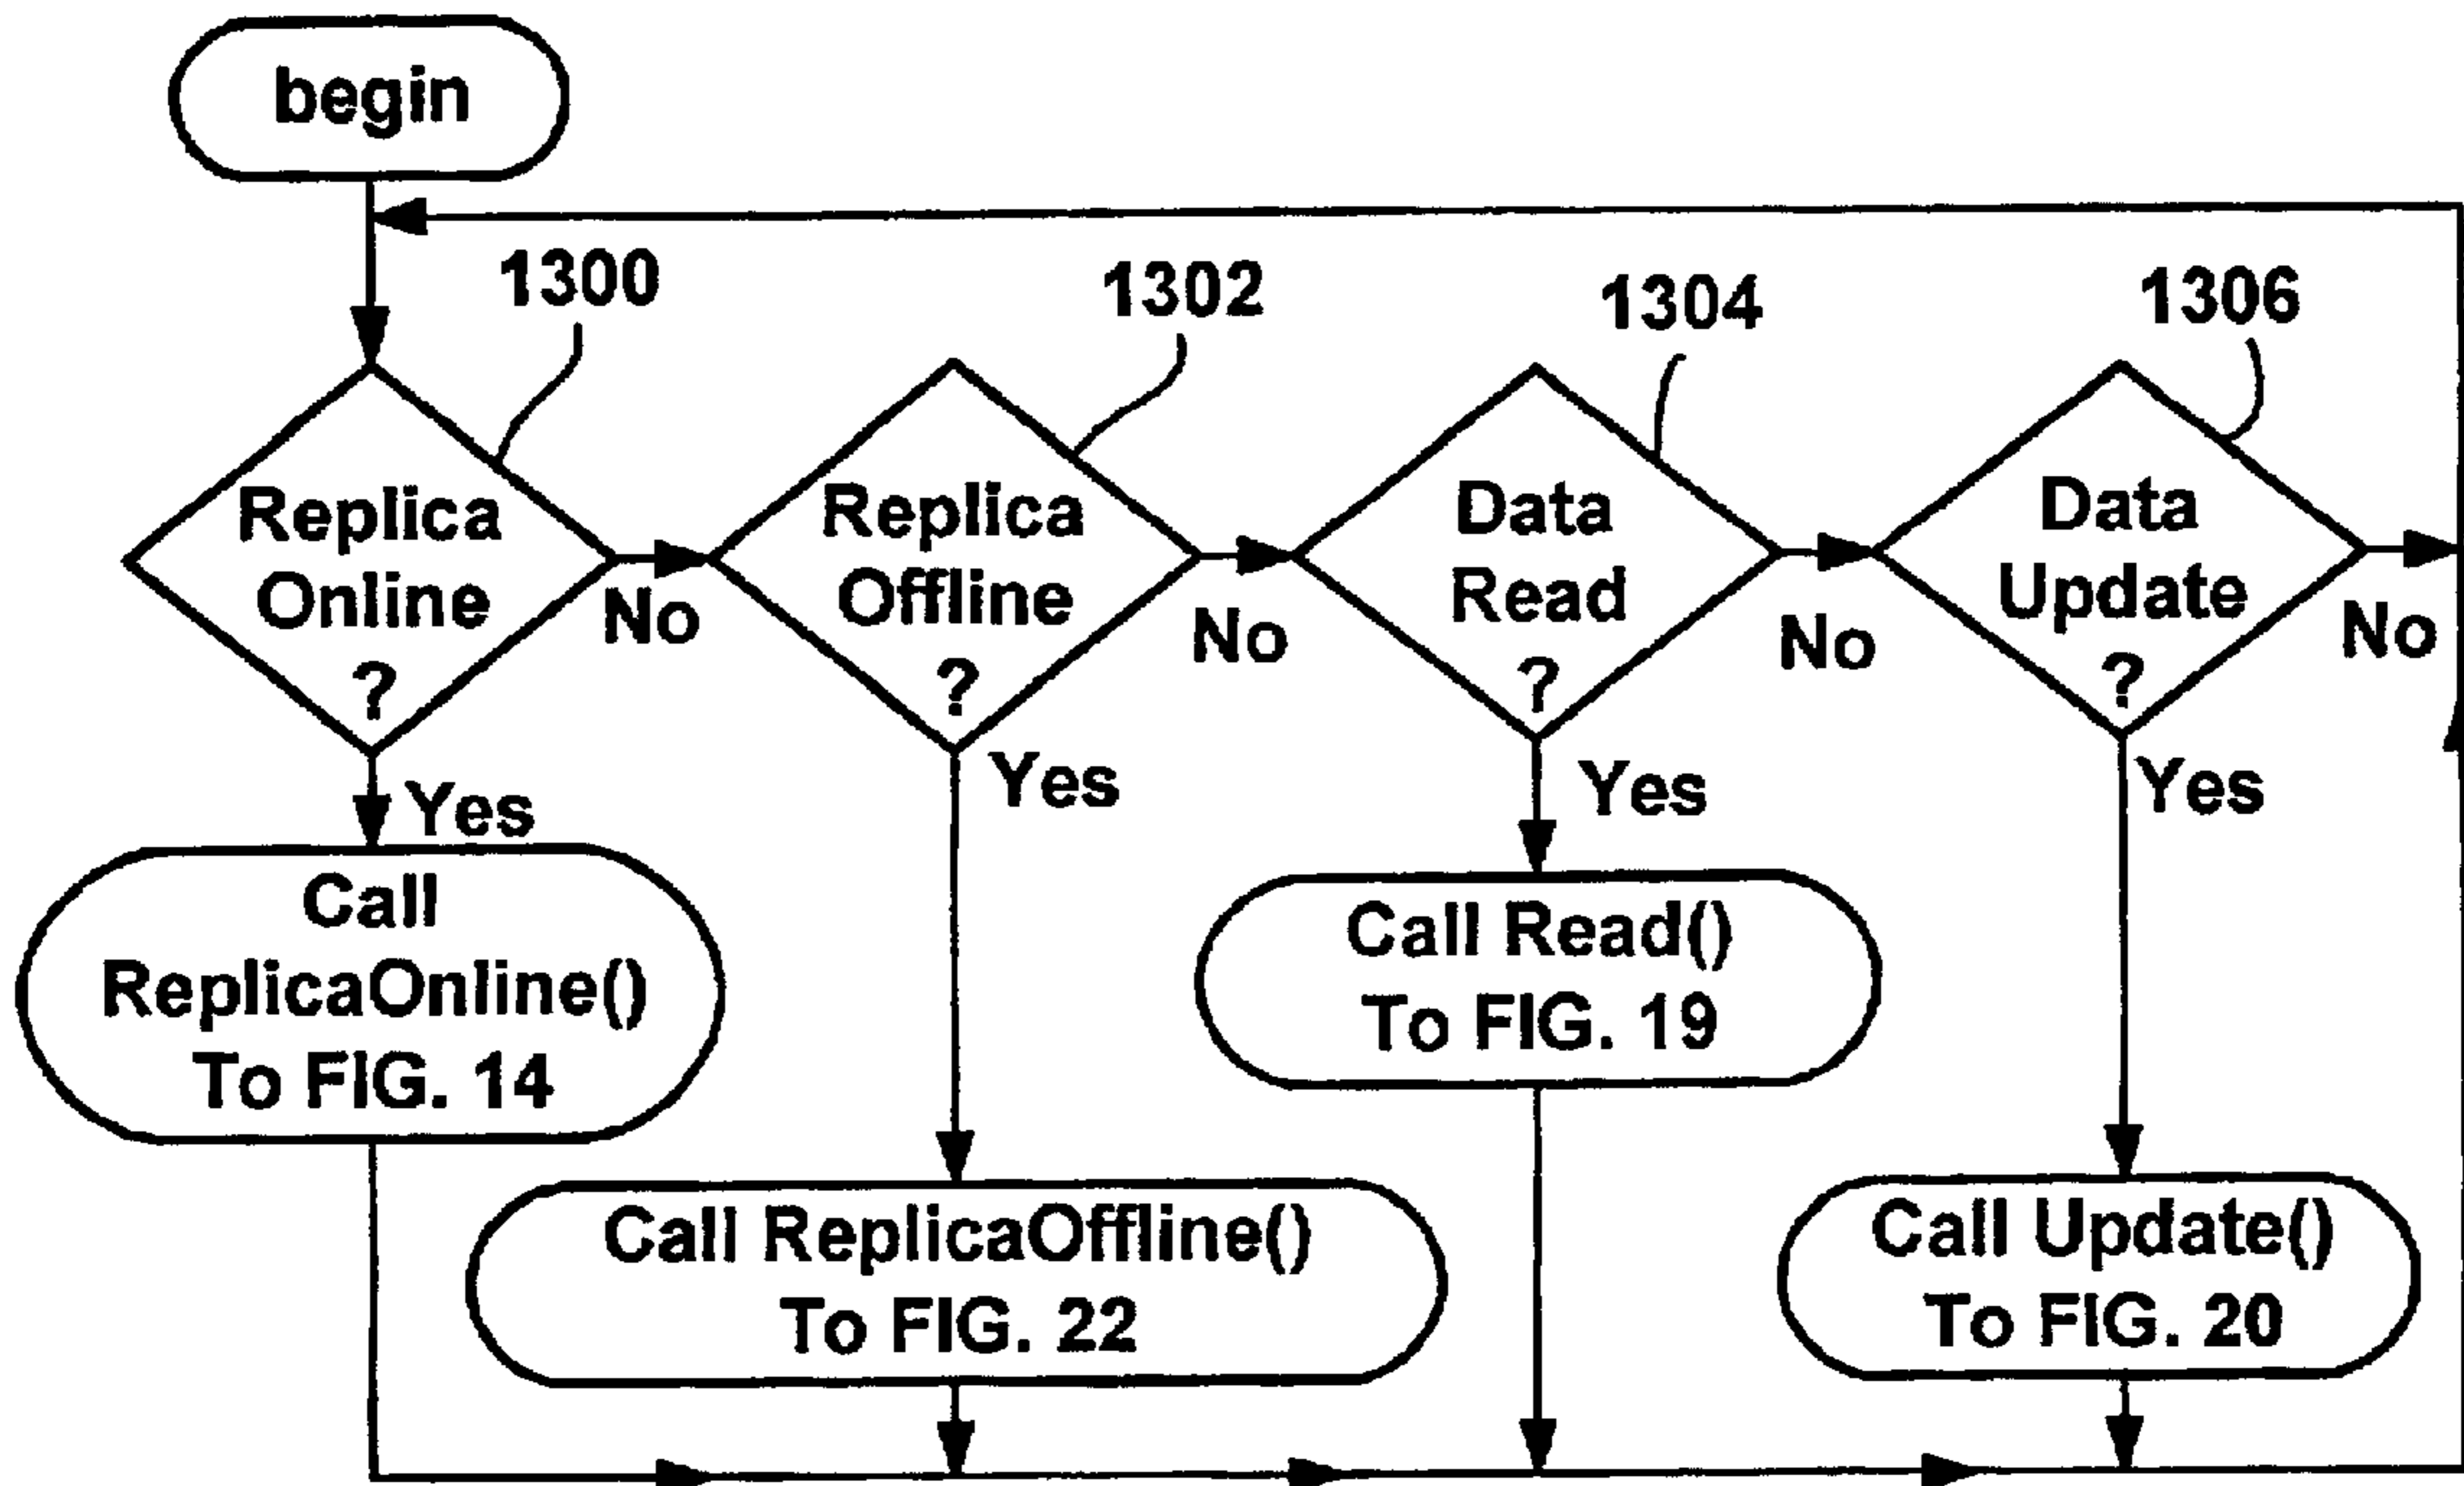 begin
1300
1302
1304
1306
Replica
Online
?
No
Replica
Offline
?
No
Data
Read
?
No
Data
Update
?
No
Yes
Yes
Yes
Yes
Call
ReplicaOnline()
To FIG. 14
Call Read()
To FIG. 19
Call ReplicaOffline()
To FIG. 22
Call Update()
To FIG. 20